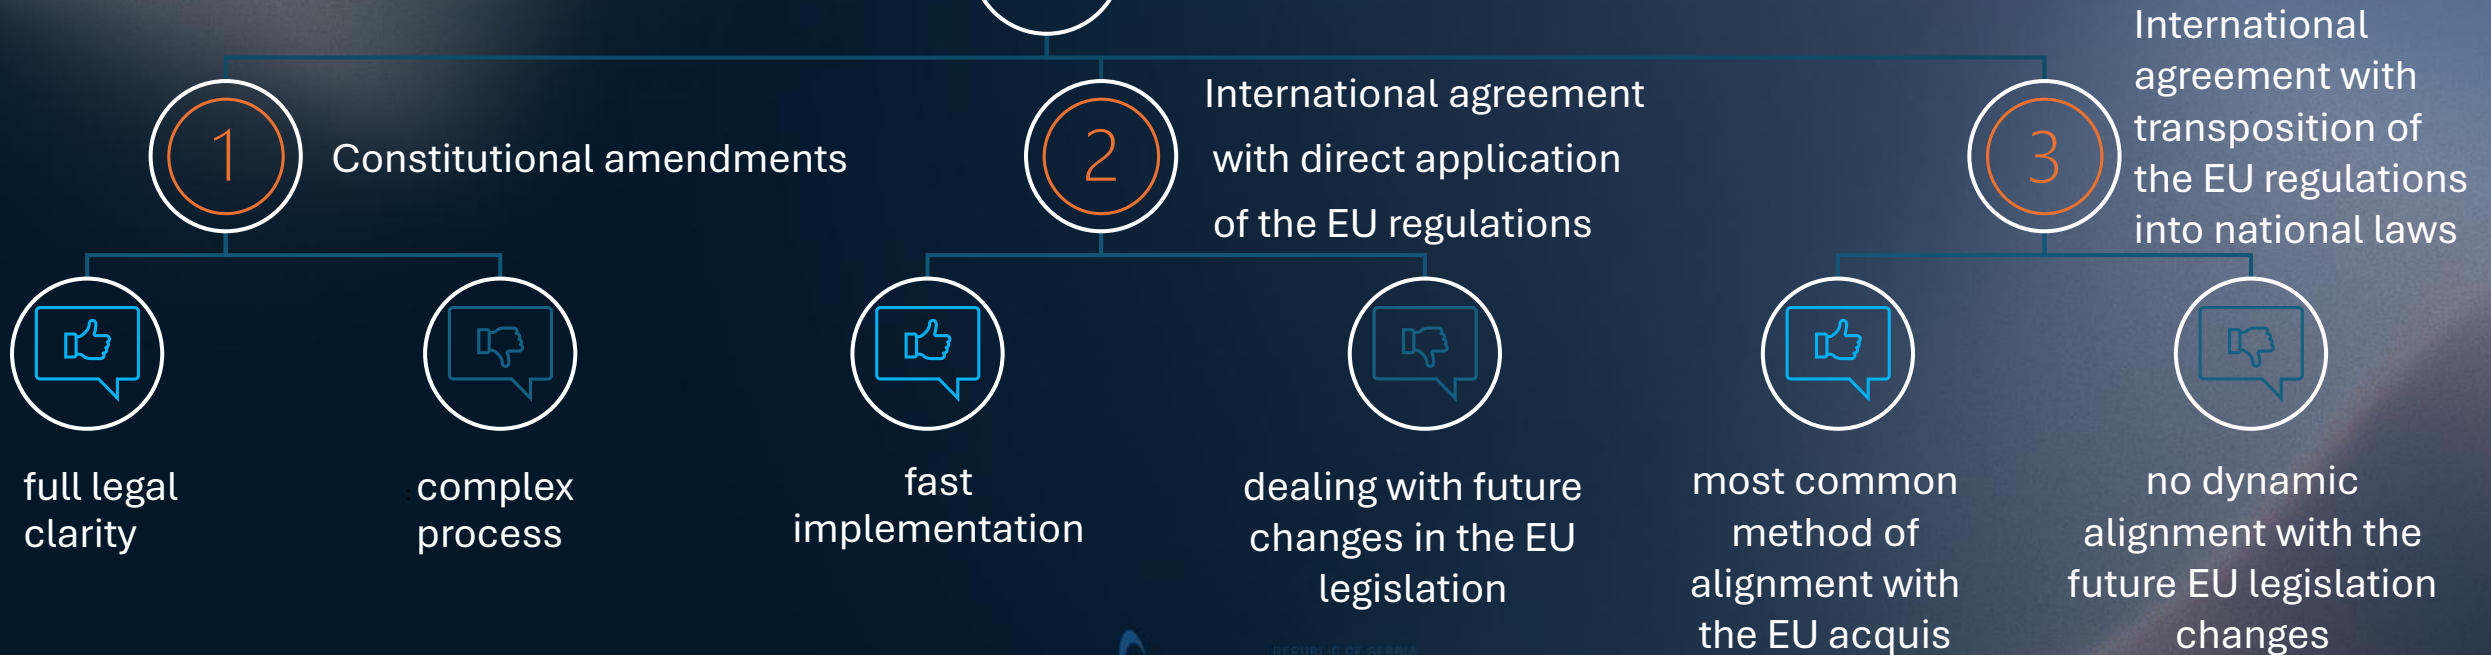 1
Constitutional amendments
2
International agreement
with direct application
of the EU regulations
3
International
agreement with
transposition of
the EU regulations
into national laws
full legal
clarity
complex
process
fast
implementation
dealing with future
changes in the EU
legislation
most common
method of
alignment with
the EU acquis
no dynamic
alignment with the
future EU legislation
changes
REPUBLIC OF SERBIA